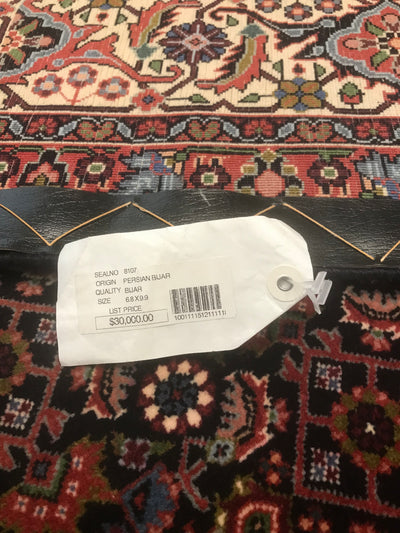 SEALNO 8107
ORIGIN PERSIAN BIJAR
QUALITY BIJAR
SIZE 6.8 X 9.9
LIST PRICE
$30,000.00